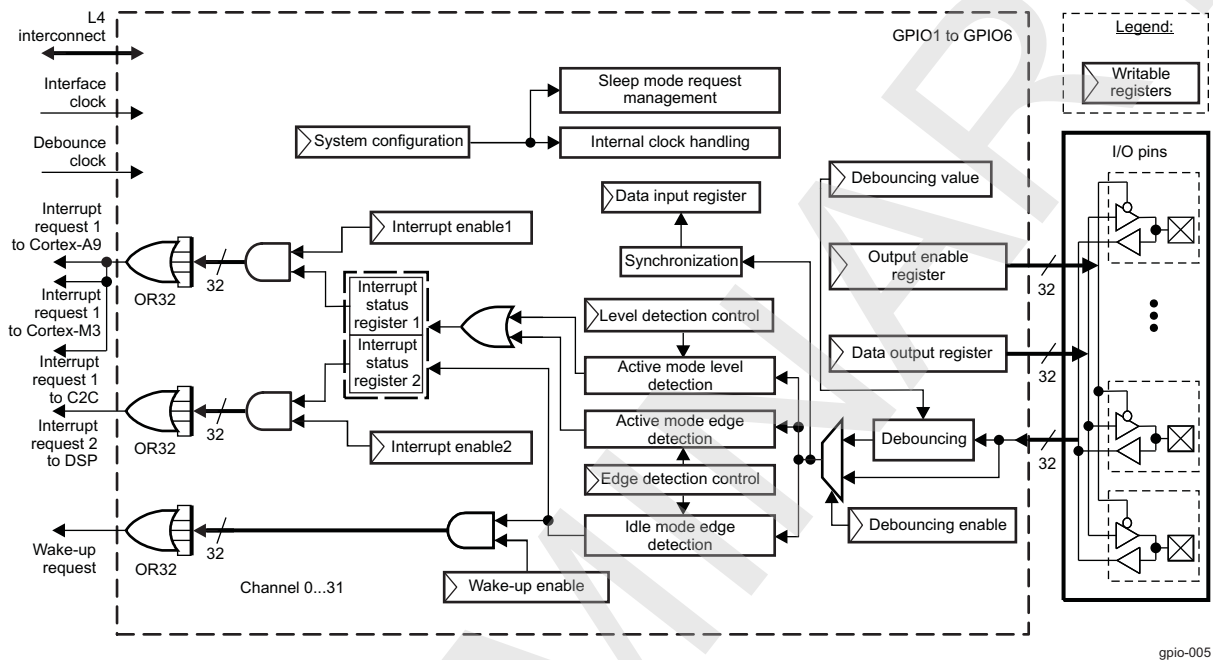 L4
interconnect
GPIO1 to GPIO6
Legend:
Writable
registers
Interface
clock
Sleep mode request
management
Debounce
clock
System configuration
Internal clock handling
I/O pins
Debouncing value
Data input register
Interrupt
request 1
to Cortex-A9
Interrupt enable1
Synchronization
Output enable
register
OR32
32
32
Interrupt
request 1
to Cortex-M3
Interrupt
status
register 1
Level detection control
Interrupt
status
register 2
Data output register
32
Active mode level
detection
Interrupt
request 1
to C2C
Interrupt
request 2
to DSP
OR32
32
Interrupt enable2
Active mode edge
detection
Debouncing
32
Edge detection control
Debouncing enable
Idle mode edge
detection
Wake-up
request
OR32
32
Channel 0...31
Wake-up enable
gpio-005
MINAR